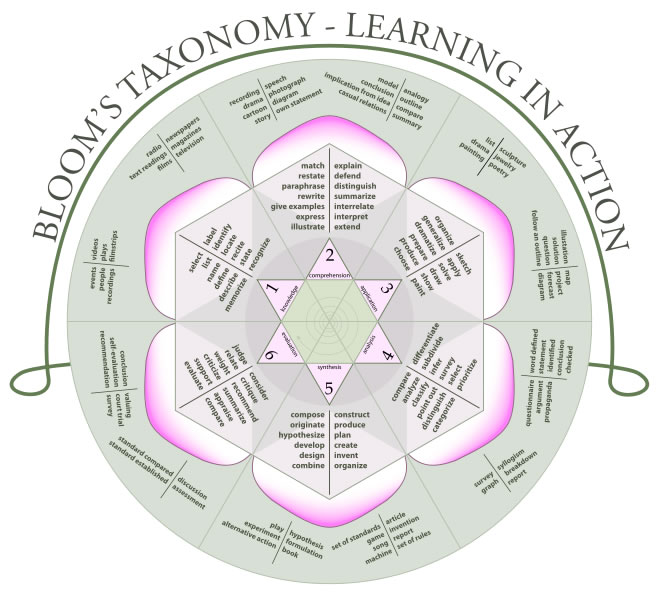 BLOOM'S TAXONOMY - LEARNING IN ACTION
recording
drama
cartoon
story
speech
photograph
diagram
own statement
model
conclusion
implication from idea
casual relations
analogy
outline
compare
summary
list
drama
painting
sculpture
jewelry
poetry
illustation
solution
question
follow an outline
map
project
forecast
diagram
word defined
statement
identified
conclusion
checked
questionnaire
argument
propaganda
survey
graph
syllogism
breakdown
report
set of standards
game
song
machine
article
invention
report
set of rules
play
experiment
alternative action
hypothesis
formulation
book
standard compared
standard established
discussion
assessment
conclusion
self evaluation
recommendation
valuing
court trial
survey
events
people
recordings
videos
plays
filmstrips
radio
text readings
films
newspapers
magazines
television
match
restate
paraphrase
rewrite
give examples
express
illustrate
explain
defend
distinguish
summarize
interrelate
interpret
extend
2
comprehension
organize
generalize
dramatize
prepare
produce
choose
sketch
apply
solve
draw
show
paint
3
application
differentiate
subdivide
infer
survey
select
prioritize
compare
analyze
classify
point out
distinguish
categorize
4
analysis
compose
originate
hypothesize
develop
design
combine
construct
produce
plan
create
invent
organize
5
synthesis
judge
relate
weight
criticize
support
evaluate
consider
critique
recommend
summarize
appraise
compare
6
evaluation
select
list
name
define
describe
memorize
label
identify
locate
recite
state
recognize
1
knowledge